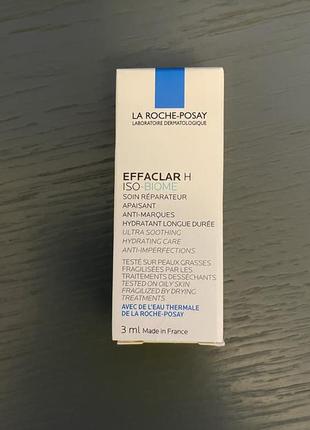 LA ROCHE-POSAY
LABORATOIRE DERMATOLOGIQUE
EFFACLAR H
ISO-BIOME
SOIN RÉPARATEUR
APAISANT
ANTI-MARQUES
HYDRATANT LONGUE DURÉE
ULTRA SOOTHING
HYDRATING CARE
ANTI-IMPERFECTIONS
TESTÉ SUR PEAUX GRASSES
FRAGILISÉES PAR LES
TRAITEMENTS DESSÉCHANTS
TESTED ON OILY SKIN
FRAGILIZED BY DRYING
TREATMENTS
AVEC DE L'EAU THERMALE
DE LA ROCHE-POSAY
3 ml Made in France